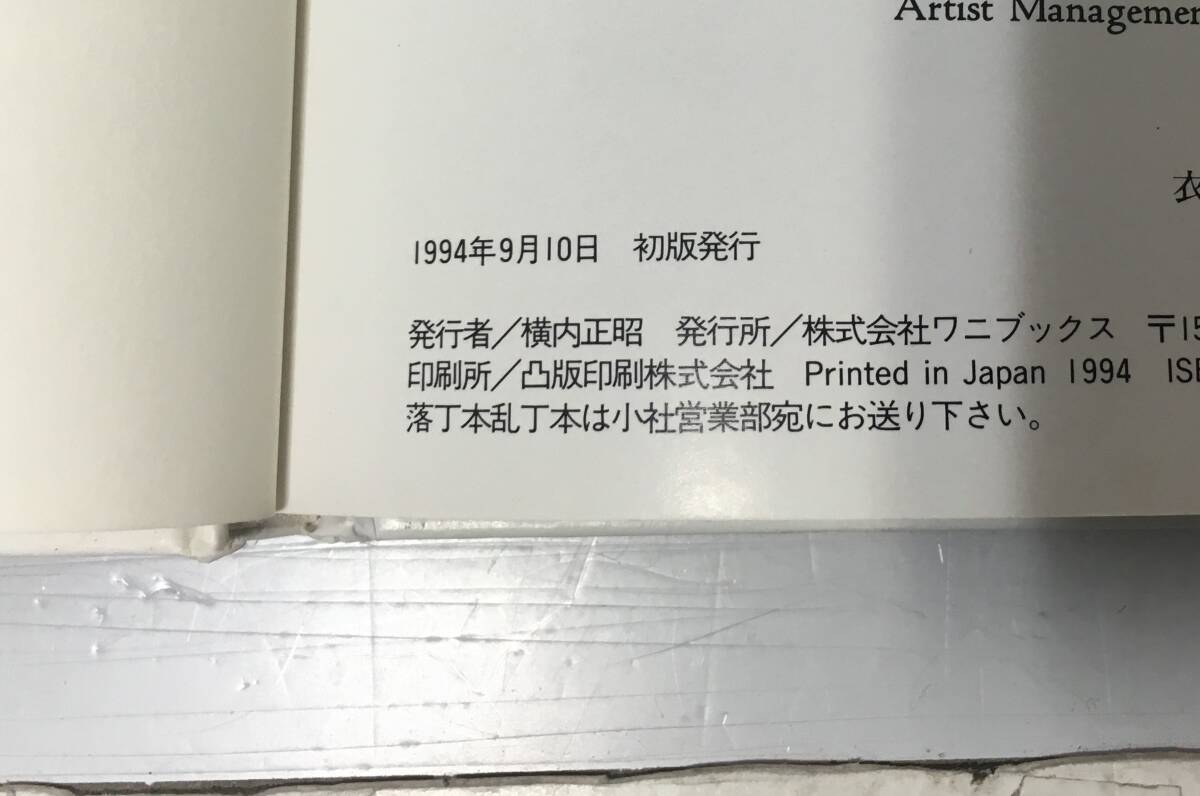 Artist Managemen
衣
1994年9月10日 初版発行
発行者/横内正昭 発行所/株式会社ワニブックス 〒15
印刷所/凸版印刷株式会社 Printed in Japan 1994 ISB
落丁本乱丁本は小社営業部宛にお送り下さい。